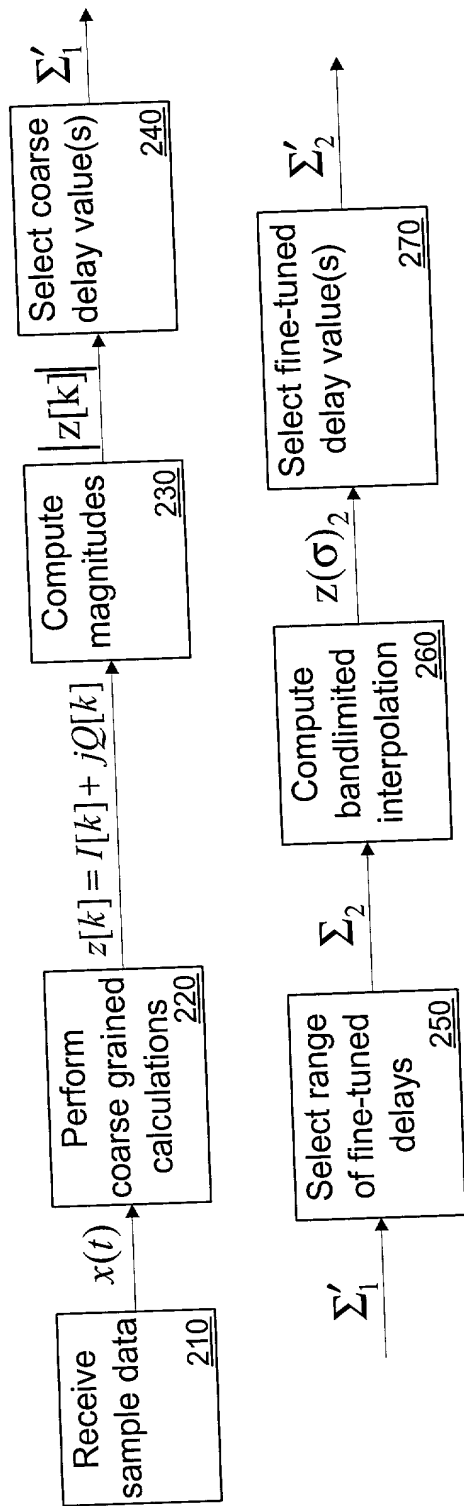 Receive
sample data
210
x(t)
Perform
coarse grained
calculations
220
z[k] = I[k] + jQ[k]
Compute
magnitudes
230
|z[k]|
Select coarse
delay value(s)
240
Σ′₁
Σ′₁
Select range
of fine-tuned
delays
250
Σ₂
Compute
bandlimited
interpolation
260
z(σ)₂
Select fine-tuned
delay value(s)
270
Σ′₂